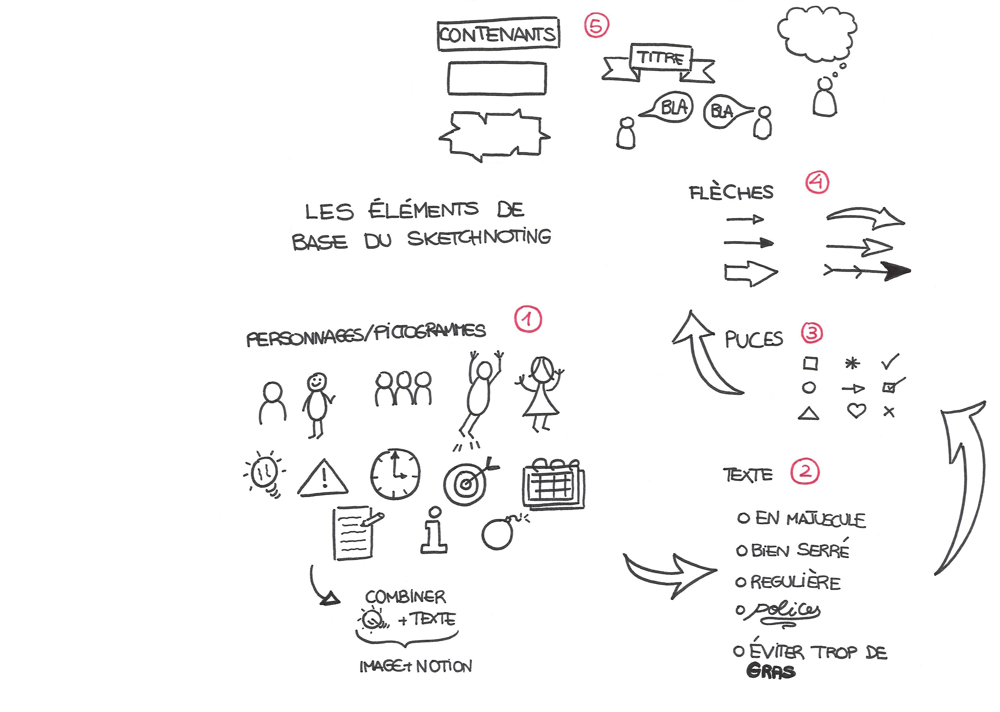 CONTENANTS
5
TITRE
BLA
BLA
FLÈCHES
4
LES ÉLÉMENTS DE
BASE DU SKETCHNOTING
PERSONNAGES/PICTOGRAMMES
1
!
i
COMBINER
+ TEXTE
IMAGE + NOTION
PUCES
3
TEXTE
2
O EN MAJUSCULE
O BIEN SERRÉ
O REGULIÈRE
O polices
O ÉVITER TROP DE
GRAS